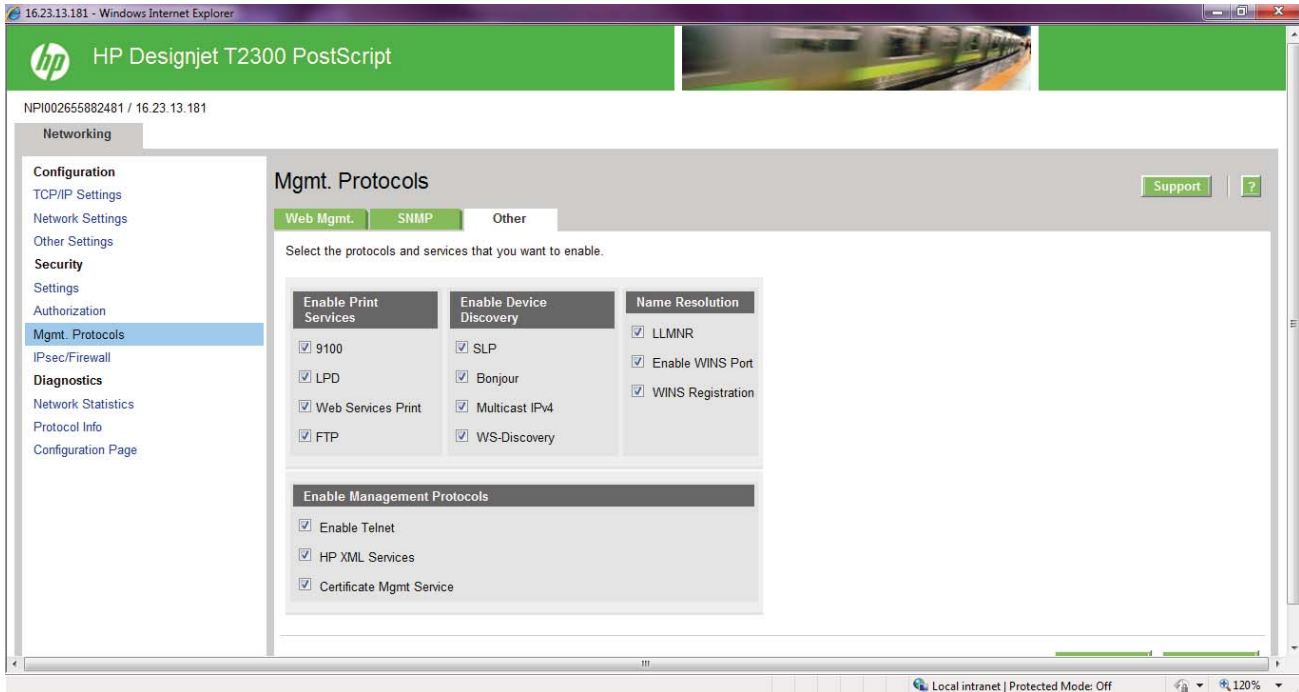 16.23.13.181 - Windows Internet Explorer
hp
HP Designjet T2300 PostScript
NPI002655882481 / 16.23.13.181
Networking
Configuration
TCP/IP Settings
Network Settings
Other Settings
Security
Settings
Authorization
Mgmt. Protocols
IPsec/Firewall
Diagnostics
Network Statistics
Protocol Info
Configuration Page
Mgmt. Protocols
Support
?
Web Mgmt.
SNMP
Other
Select the protocols and services that you want to enable.
Enable Print
Services
9100
LPD
Web Services Print
FTP
Enable Device
Discovery
SLP
Bonjour
Multicast IPv4
WS-Discovery
Name Resolution
LLMNR
Enable WINS Port
WINS Registration
Enable Management Protocols
Enable Telnet
HP XML Services
Certificate Mgmt Service
Local intranet | Protected Mode: Off
120%